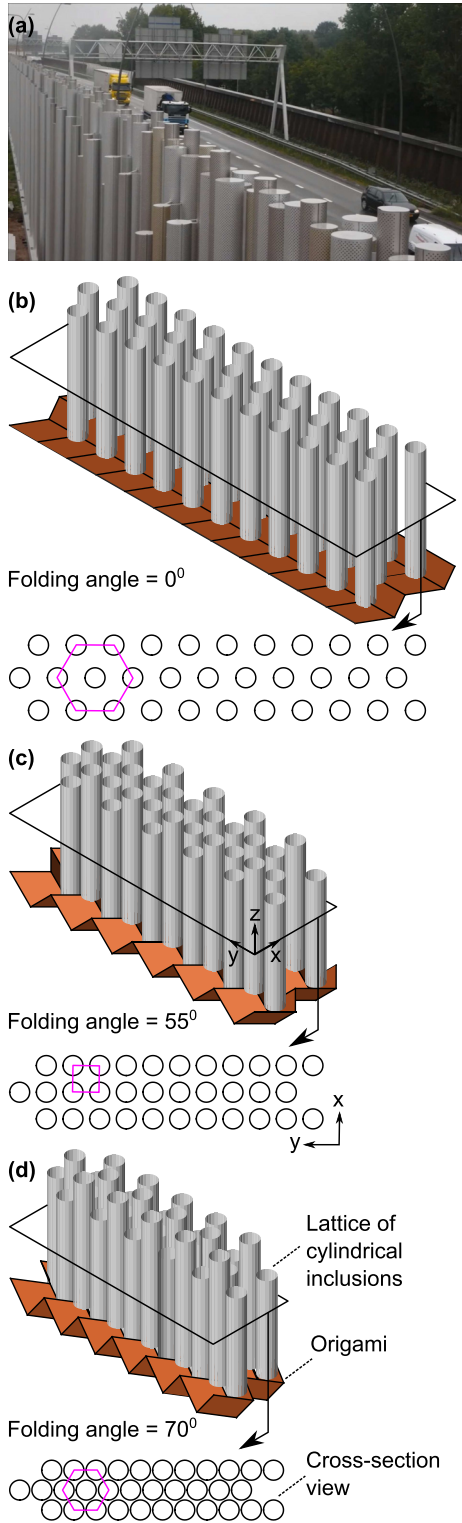 (a)
(b)
Folding angle = 0⁰
(c)
z
y
x
Folding angle = 55⁰
x
y
(d)
Lattice of
cylindrical
inclusions
Origami
Folding angle = 70⁰
Cross-section
view